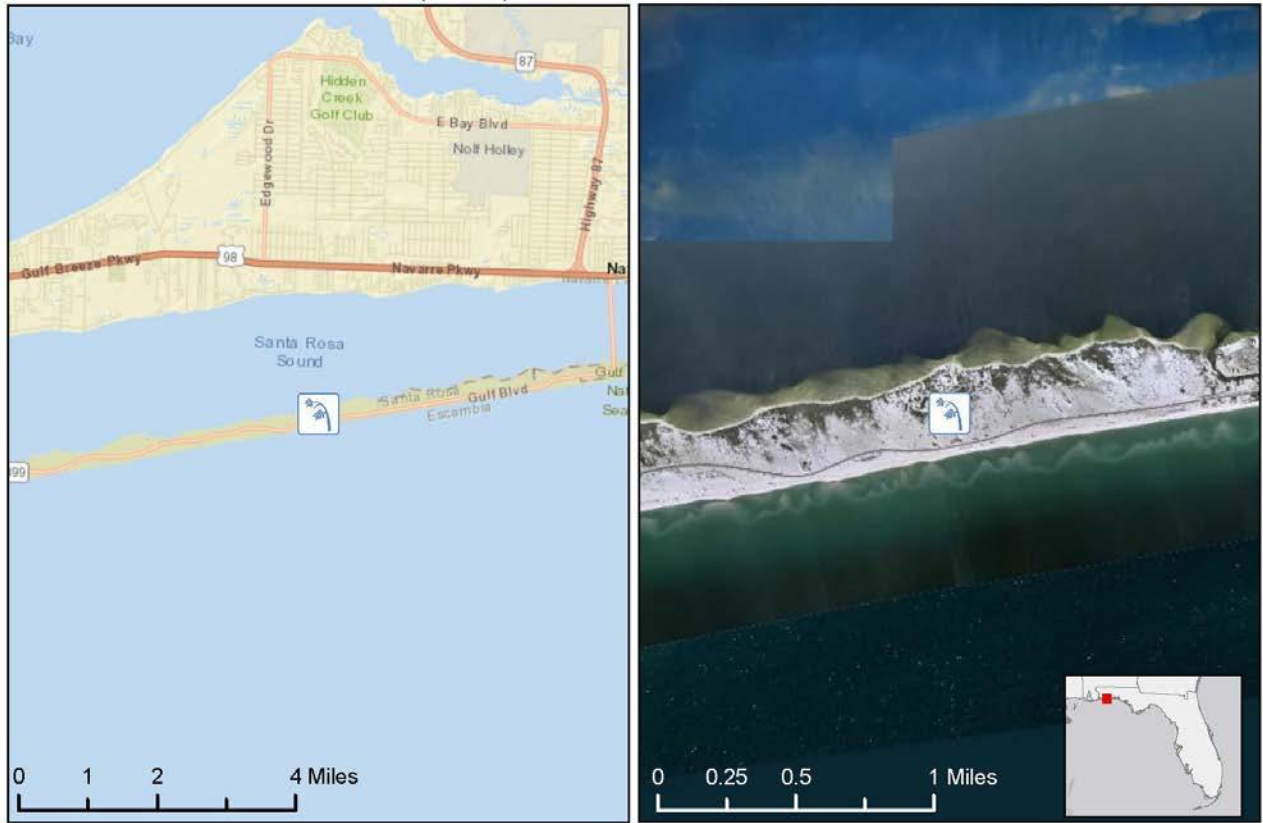 Bay
87
Hidden
Creek
Golf Club
E Bay Blvd
Nolf Holley
Edgewood Dr
Highway 87
98
Gulf Breeze Pkwy
Navarre Pkwy
Na
Santa Rosa
Sound
Gulf
Santa Rosa
Gulf Blvd
Nat
Escambia
Sea
399
0 1 2 4 Miles
0 0.25 0.5 1 Miles